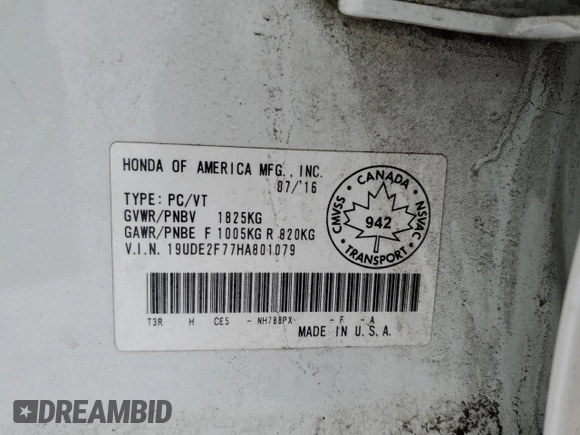 HONDA OF AMERICA MFG., INC.
07/'16
TYPE: PC/VT
GVWR/PNBV 1825KG
GAWR/PNBE F 1005KG R 820KG
V.I.N. 19UDE2F77HA801079
CANADA
CMVSS
942
NSVAC
TRANSPORT
T3R H CE5 - NH788PX - F - A
MADE IN U.S.A.
DREAMBID